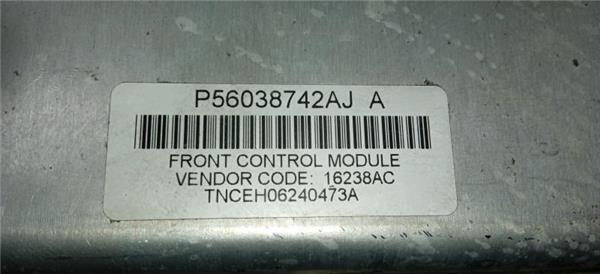 P56038742AJ A
FRONT CONTROL MODULE
VENDOR CODE: 16238AC
TNCEH06240473A